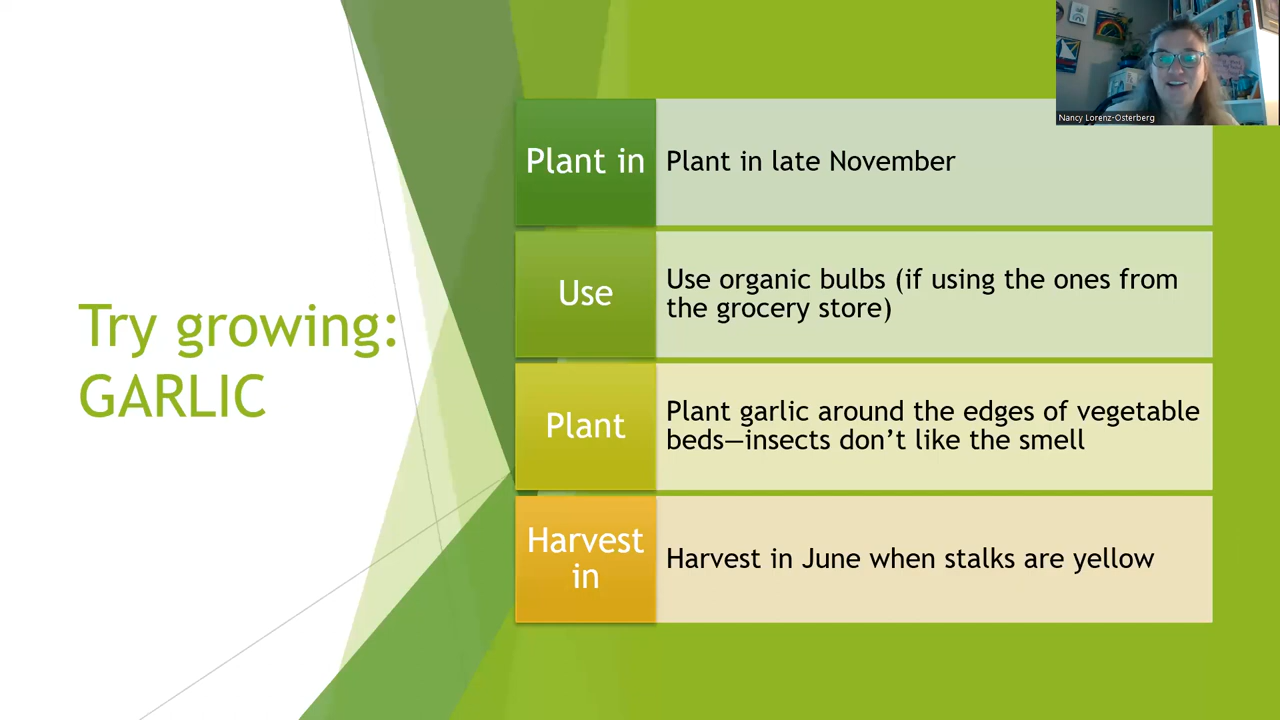 Try growing:
GARLIC
Plant in
Plant in late November
Use
Use organic bulbs (if using the ones from
the grocery store)
Plant
Plant garlic around the edges of vegetable
beds—insects don’t like the smell
Harvest
in
Harvest in June when stalks are yellow
Nancy Lorenz-Osterberg